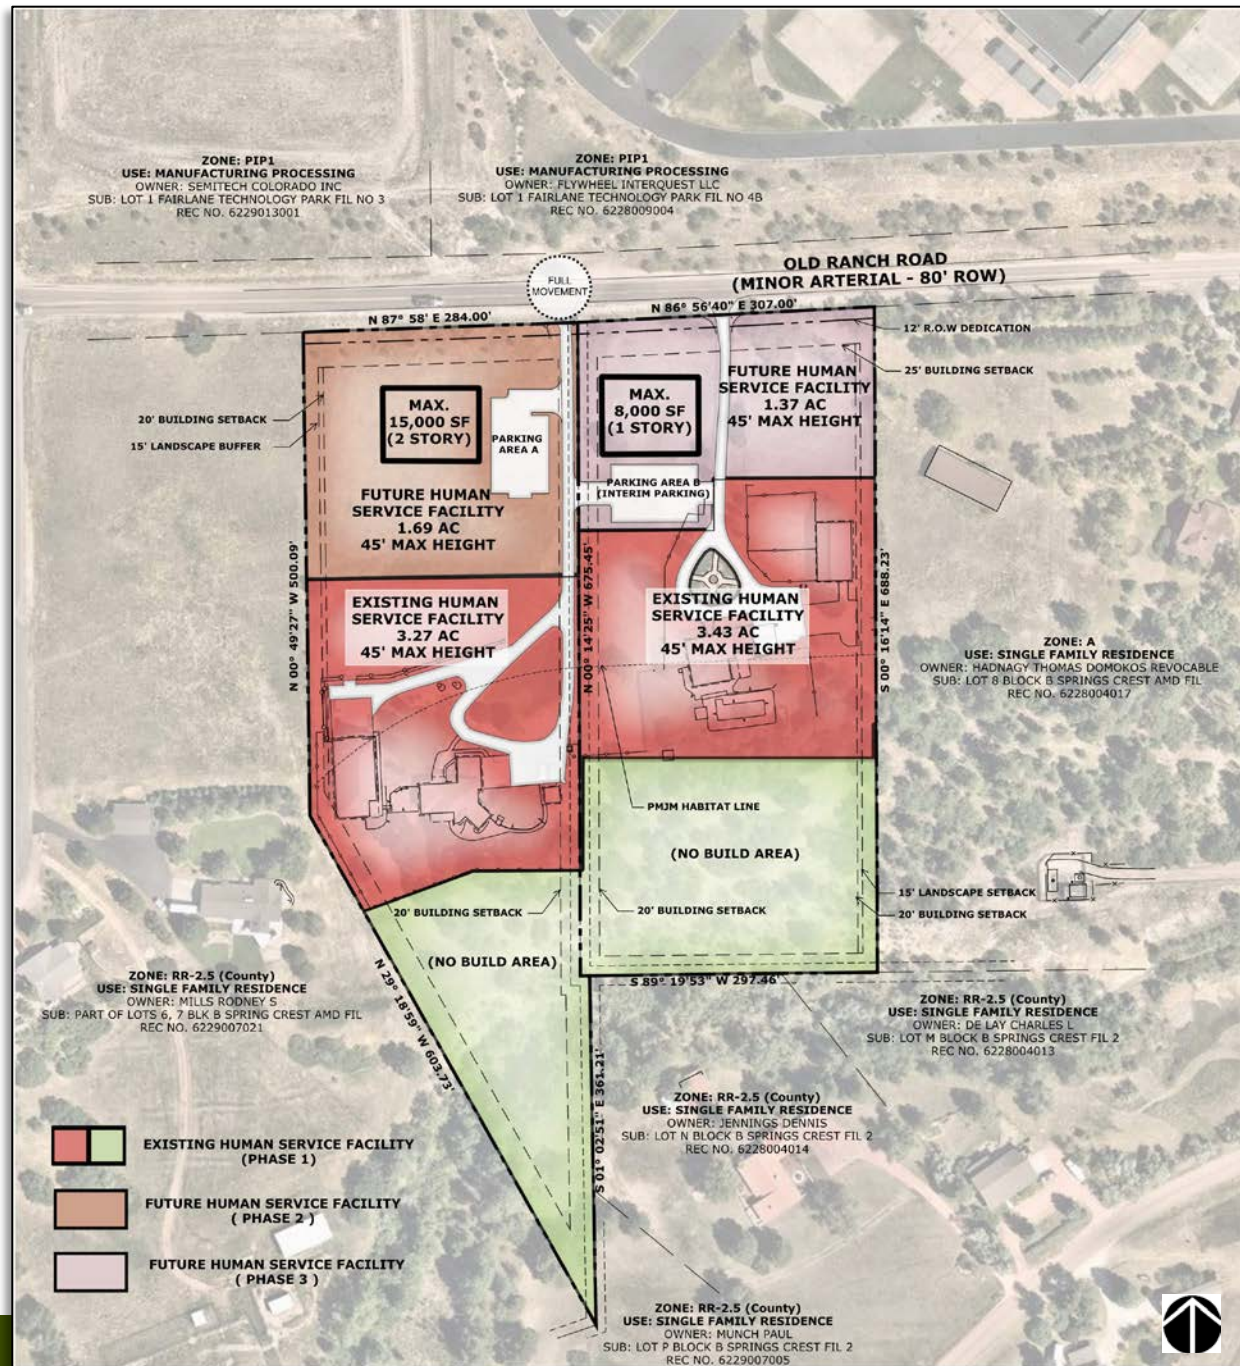 ZONE: PIP1
USE: MANUFACTURING PROCESSING
OWNER: SEMITECH COLORADO INC
SUB: LOT 1 FAIRLANE TECHNOLOGY PARK FIL NO 3
REC NO. 6229013001
ZONE: PIP1
USE: MANUFACTURING PROCESSING
OWNER: FLYWHEEL INTERQUEST LLC
SUB: LOT 1 FAIRLANE TECHNOLOGY PARK FIL NO 4B
REC NO. 6228009004
OLD RANCH ROAD
(MINOR ARTERIAL - 80' ROW)
FULL
MOVEMENT
N 87° 58' E 284.00'
N 86° 56'40" E 307.00'
12' R.O.W DEDICATION
25' BUILDING SETBACK
20' BUILDING SETBACK
15' LANDSCAPE BUFFER
MAX.
15,000 SF
(2 STORY)
PARKING
AREA A
MAX.
8,000 SF
(1 STORY)
FUTURE HUMAN
SERVICE FACILITY
1.37 AC
45' MAX HEIGHT
PARKING AREA B
(INTERIM PARKING)
FUTURE HUMAN
SERVICE FACILITY
1.69 AC
45' MAX HEIGHT
N 00° 49'27" W 500.09'
N 00° 14'25" W 675.45'
S 00° 16'14" E 688.23'
EXISTING HUMAN
SERVICE FACILITY
3.27 AC
45' MAX HEIGHT
EXISTING HUMAN
SERVICE FACILITY
3.43 AC
45' MAX HEIGHT
ZONE: A
USE: SINGLE FAMILY RESIDENCE
OWNER: HADNAGY THOMAS DOMOKOS REVOCABLE
SUB: LOT 8 BLOCK B SPRINGS CREST AMD FIL
REC NO. 6228004017
PMJM HABITAT LINE
(NO BUILD AREA)
15' LANDSCAPE SETBACK
20' BUILDING SETBACK
20' BUILDING SETBACK
20' BUILDING SETBACK
(NO BUILD AREA)
S 89° 19'53" W 297.46'
N 29° 18'59" W 603.73'
S 01° 02'51" E 361.21'
ZONE: RR-2.5 (County)
USE: SINGLE FAMILY RESIDENCE
OWNER: MILLS RODNEY S
SUB: PART OF LOTS 6, 7 BLK B SPRING CREST AMD FIL
REC NO. 6229007021
ZONE: RR-2.5 (County)
USE: SINGLE FAMILY RESIDENCE
OWNER: DE LAY CHARLES L
SUB: LOT M BLOCK B SPRINGS CREST FIL 2
REC NO. 6228004013
ZONE: RR-2.5 (County)
USE: SINGLE FAMILY RESIDENCE
OWNER: JENNINGS DENNIS
SUB: LOT N BLOCK B SPRINGS CREST FIL 2
REC NO. 6228004014
EXISTING HUMAN SERVICE FACILITY
(PHASE 1)
FUTURE HUMAN SERVICE FACILITY
( PHASE 2 )
FUTURE HUMAN SERVICE FACILITY
( PHASE 3 )
ZONE: RR-2.5 (County)
USE: SINGLE FAMILY RESIDENCE
OWNER: MUNCH PAUL
SUB: LOT P BLOCK B SPRINGS CREST FIL 2
REC NO. 6229007005